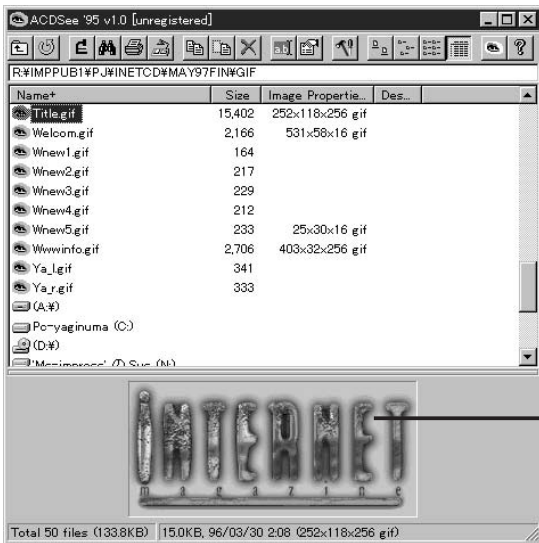 ACDSee '95 v1.0 [unregistered]
R:¥IMPPUB1¥PJ¥INETCD¥MAY97FIN¥GIF
Name+ Size Image Propertie... Des...
Title.gif 15,402 252x118x256 gif
Welcom.gif 2,166 531x58x16 gif
Wnew1.gif 164
Wnew2.gif 217
Wnew3.gif 229
Wnew4.gif 212
Wnew5.gif 233 25x30x16 gif
Wwwinfo.gif 2,706 403x32x256 gif
Ya_l.gif 341
Ya_r.gif 333
(A:¥)
Pc-yaginuma (C:)
(D:¥)
iNTERNET
magazine
Total 50 files (133.8KB) 15.0KB, 96/03/30 2:08 (252x118x256 gif)